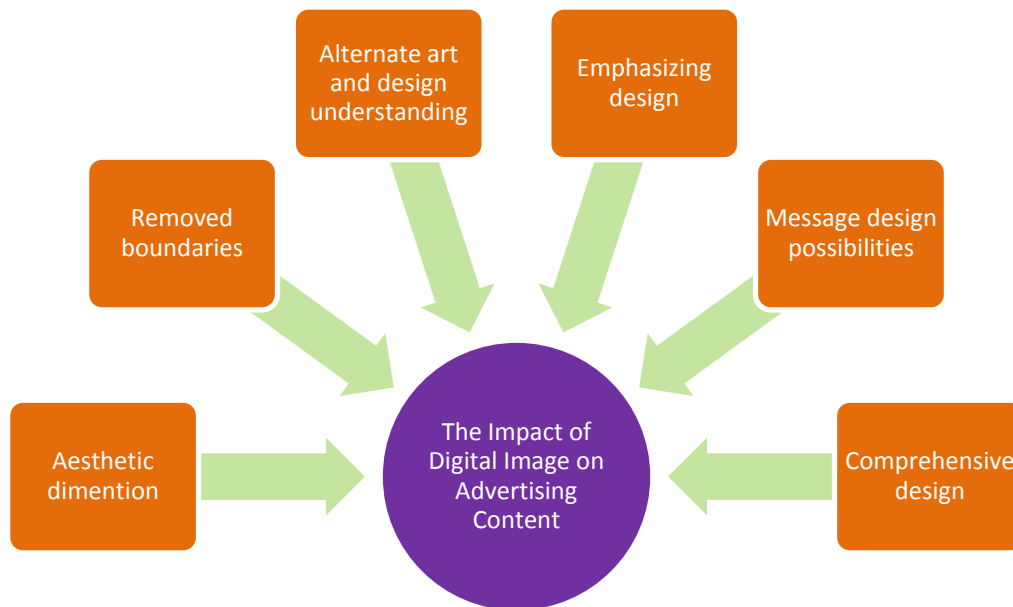 Alternate art
and design
understanding
Emphasizing
design
Removed
boundaries
Message design
possibilities
Aesthetic
dimention
The Impact of
Digital Image on
Advertising
Content
Comprehensive
design